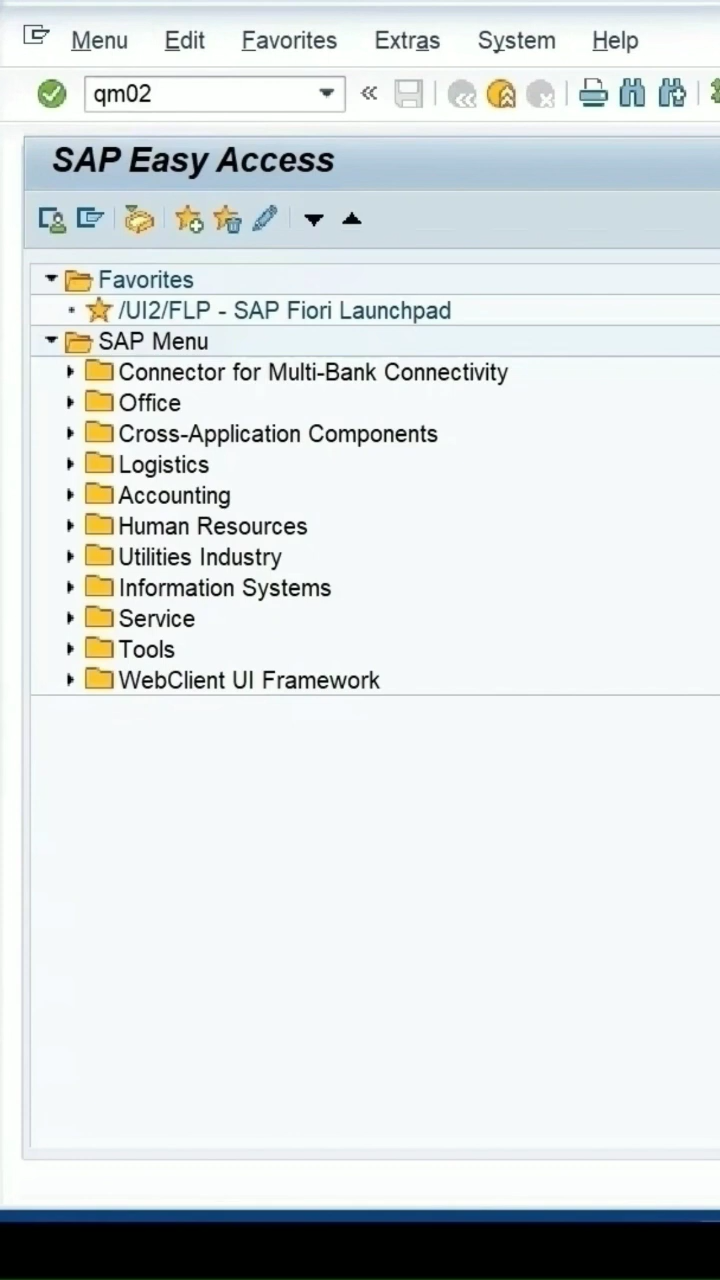 Menu Edit Favorites Extras System Help
qm02
SAP Easy Access
Favorites
/UI2/FLP - SAP Fiori Launchpad
SAP Menu
Connector for Multi-Bank Connectivity
Office
Cross-Application Components
Logistics
Accounting
Human Resources
Utilities Industry
Information Systems
Service
Tools
WebClient UI Framework